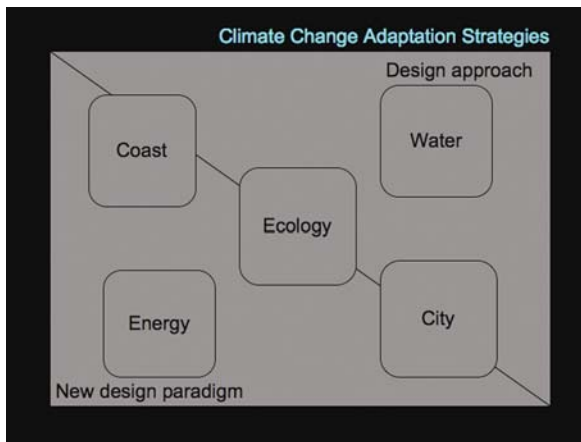 Climate Change Adaptation Strategies
Design approach
Coast
Water
Ecology
Energy
City
New design paradigm